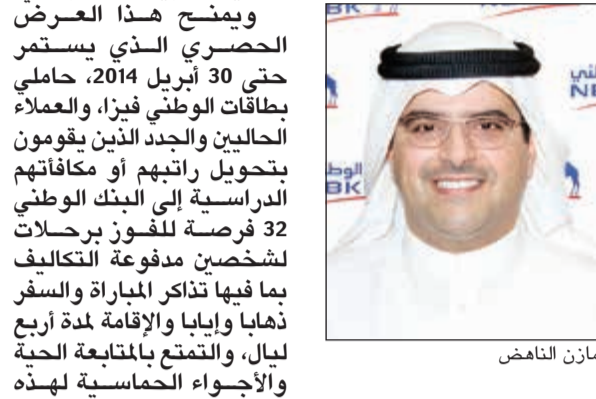 ويمنح هذا العرض
الحصري الذي يستمر
حتى 30 أبريل 2014، حاملي
بطاقات الوطني فيزا، والعملاء
الحاليين والجدد الذين يقومون
بتحويل راتبهم أو مكافأتهم
الدراسية إلى البنك الوطني
32 فرصة للفوز برحلات
لشخصين مدفوعة التكاليف
بما فيها تذاكر المباراة والسفر
ذهابا وإيابا والإقامة لمدة أربع
ليال، والتمتع بالمتابعة الحية
والأجواء الحماسية لهذه
مازن الناهض